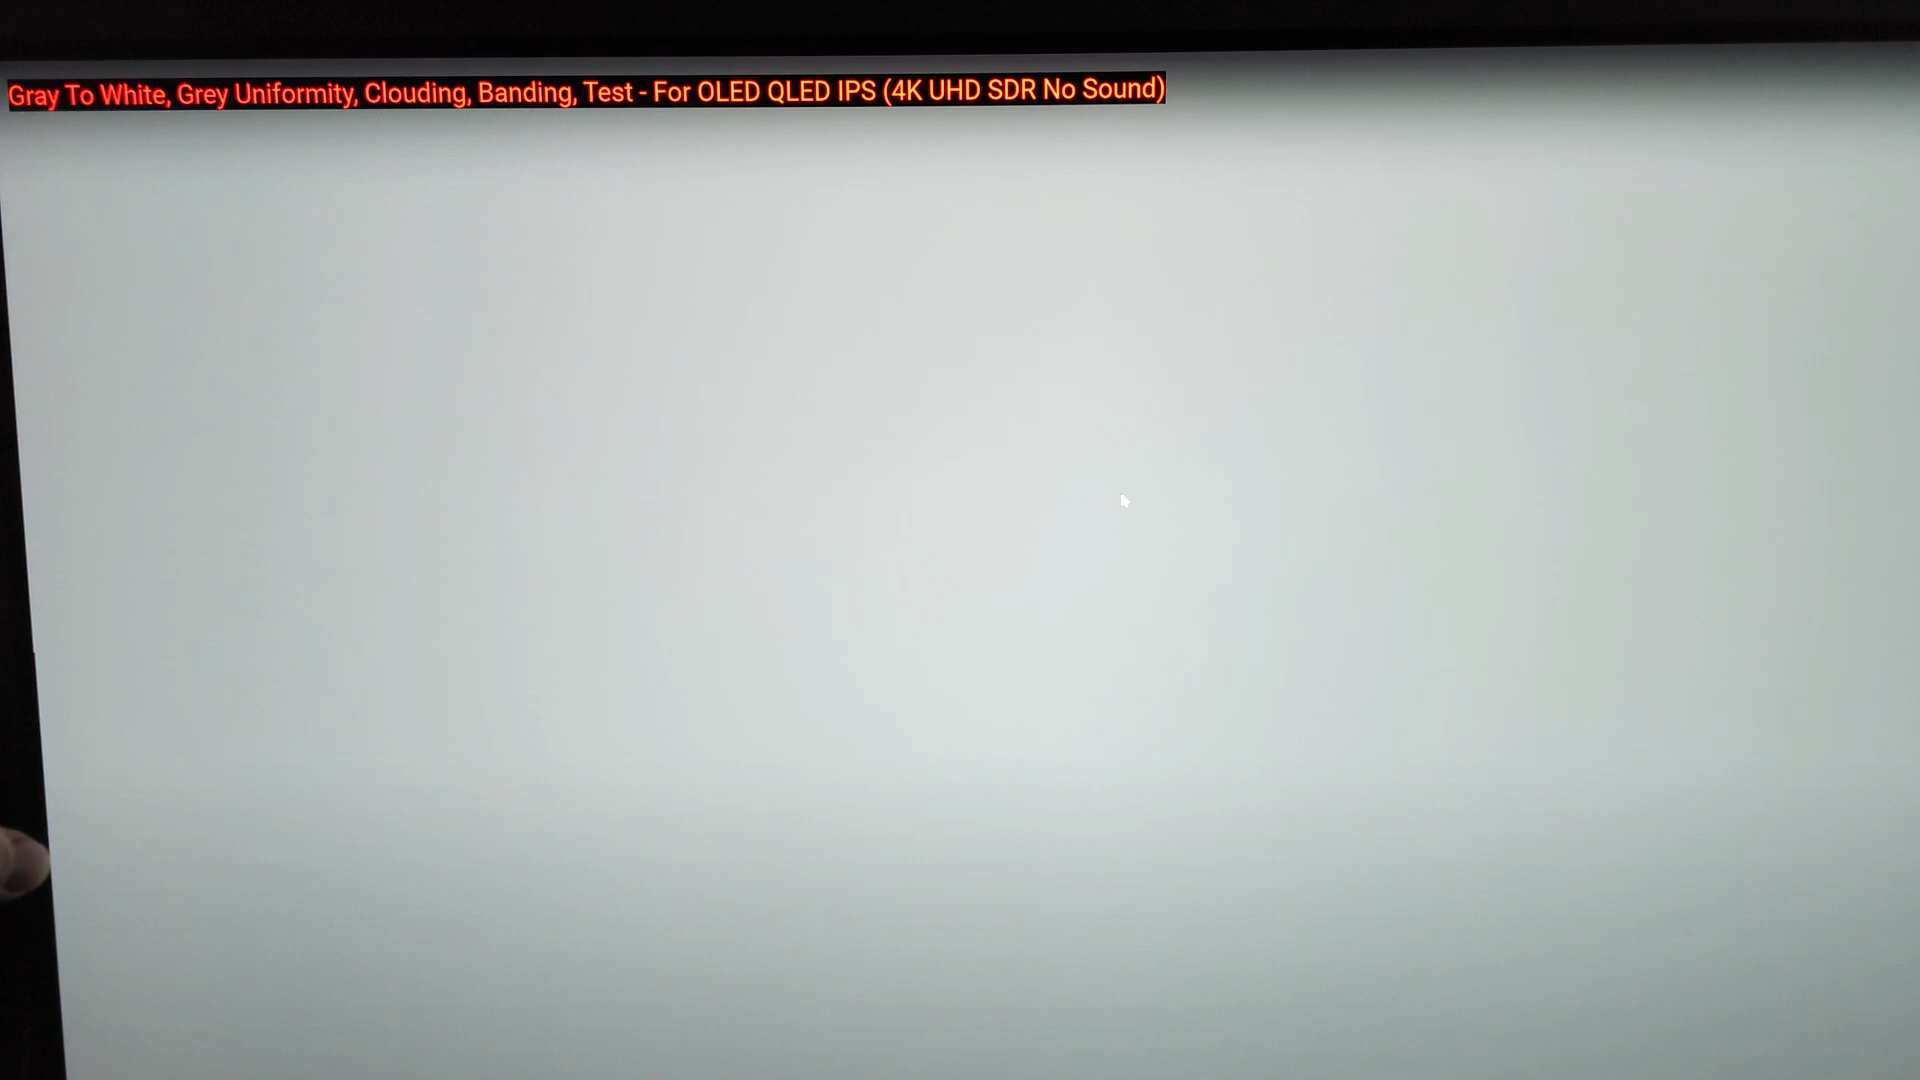 Gray To White, Grey Uniformity, Clouding, Banding, Test - For OLED QLED IPS (4K UHD SDR No Sound)